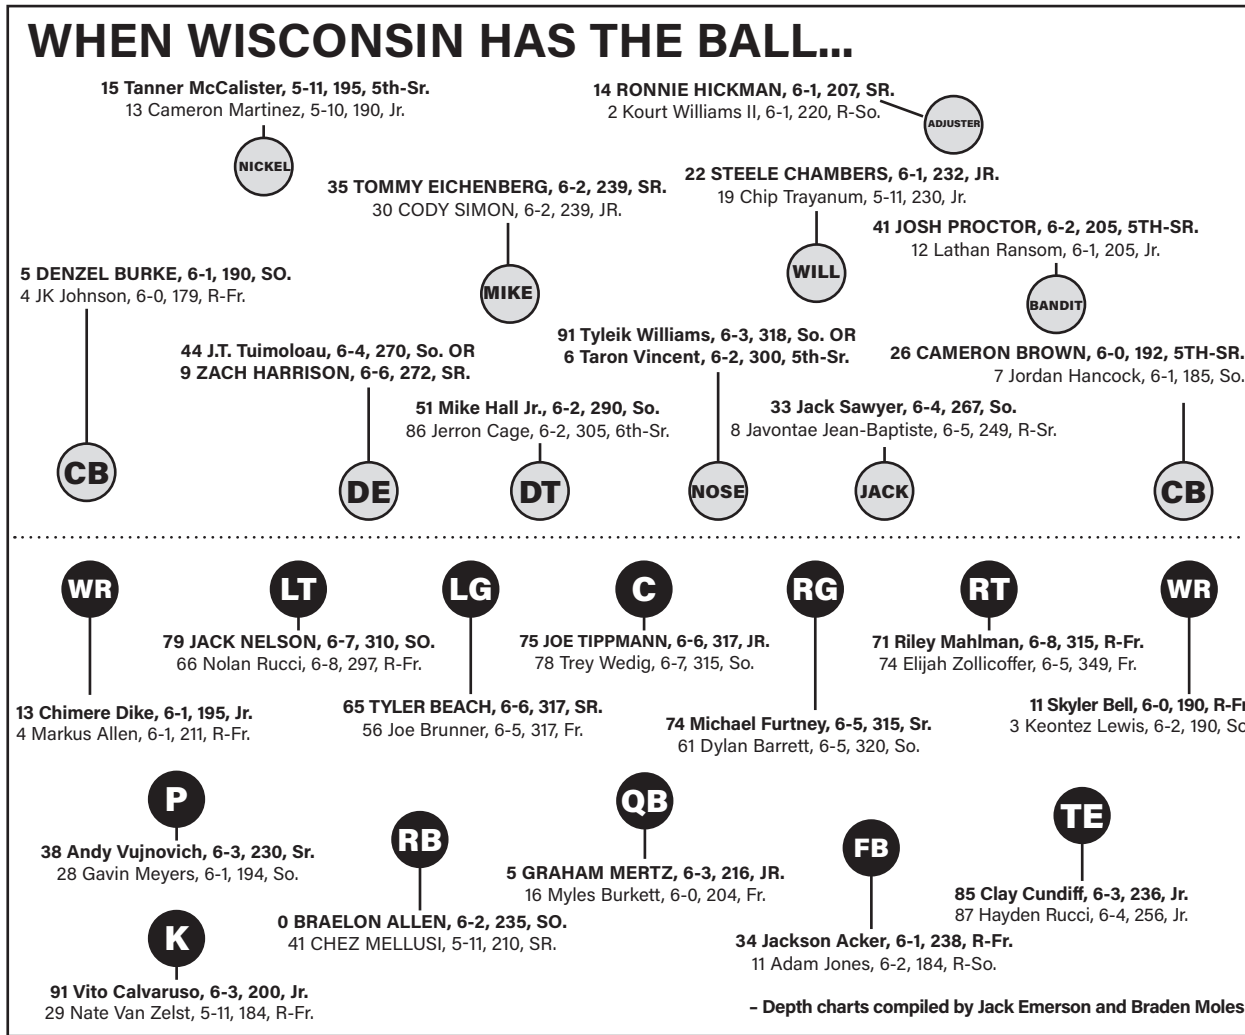 WHEN WISCONSIN HAS THE BALL...
15 Tanner McCalister, 5-11, 195, 5th-Sr.
13 Cameron Martinez, 5-10, 190, Jr.
NICKEL
14 RONNIE HICKMAN, 6-1, 207, SR.
2 Kourt Williams II, 6-1, 220, R-So.
ADJUSTER
35 TOMMY EICHENBERG, 6-2, 239, SR.
30 CODY SIMON, 6-2, 239, JR.
MIKE
22 STEELE CHAMBERS, 6-1, 232, JR.
19 Chip Trayanum, 5-11, 230, Jr.
WILL
41 JOSH PROCTOR, 6-2, 205, 5TH-SR.
12 Lathan Ransom, 6-1, 205, Jr.
BANDIT
5 DENZEL BURKE, 6-1, 190, SO.
4 JK Johnson, 6-0, 179, R-Fr.
CB
44 J.T. Tuimoloau, 6-4, 270, So. OR
9 ZACH HARRISON, 6-6, 272, SR.
DE
51 Mike Hall Jr., 6-2, 290, So.
86 Jerron Cage, 6-2, 305, 6th-Sr.
DT
91 Tyleik Williams, 6-3, 318, So. OR
6 Taron Vincent, 6-2, 300, 5th-Sr.
NOSE
33 Jack Sawyer, 6-4, 267, So.
8 Javontae Jean-Baptiste, 6-5, 249, R-Sr.
JACK
26 CAMERON BROWN, 6-0, 192, 5TH-SR.
7 Jordan Hancock, 6-1, 185, So.
CB
WR
13 Chimere Dike, 6-1, 195, Jr.
4 Markus Allen, 6-1, 211, R-Fr.
LT
79 JACK NELSON, 6-7, 310, SO.
66 Nolan Rucci, 6-8, 297, R-Fr.
LG
65 TYLER BEACH, 6-6, 317, SR.
56 Joe Brunner, 6-5, 317, Fr.
C
75 JOE TIPPMANN, 6-6, 317, JR.
78 Trey Wedig, 6-7, 315, So.
RG
74 Michael Furtney, 6-5, 315, Sr.
61 Dylan Barrett, 6-5, 320, So.
RT
71 Riley Mahlman, 6-8, 315, R-Fr.
74 Elijah Zollicoffer, 6-5, 349, Fr.
WR
11 Skyler Bell, 6-0, 190, R-Fr
3 Keontez Lewis, 6-2, 190, So
P
38 Andy Vujnovich, 6-3, 230, Sr.
28 Gavin Meyers, 6-1, 194, So.
K
91 Vito Calvaruso, 6-3, 200, Jr.
29 Nate Van Zelst, 5-11, 184, R-Fr.
RB
0 BRAELON ALLEN, 6-2, 235, SO.
41 CHEZ MELLUSI, 5-11, 210, SR.
QB
5 GRAHAM MERTZ, 6-3, 216, JR.
16 Myles Burkett, 6-0, 204, Fr.
FB
34 Jackson Acker, 6-1, 238, R-Fr.
11 Adam Jones, 6-2, 184, R-So.
TE
85 Clay Cundiff, 6-3, 236, Jr.
87 Hayden Rucci, 6-4, 256, Jr.
– Depth charts compiled by Jack Emerson and Braden Moles